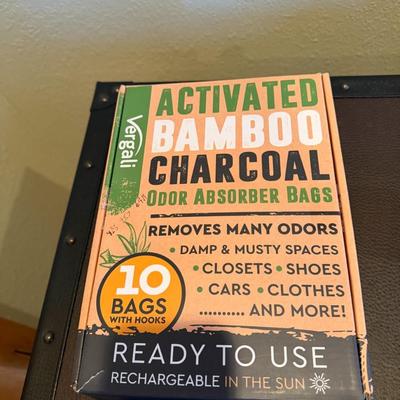 Vergali
ACTIVATED
BAMBOO
CHARCOAL
ODOR ABSORBER BAGS
REMOVES MANY ODORS
• DAMP & MUSTY SPACES
• CLOSETS • SHOES
• CARS • CLOTHES
.......... AND MORE!
10
BAGS
WITH HOOKS
READY TO USE
RECHARGEABLE IN THE SUN